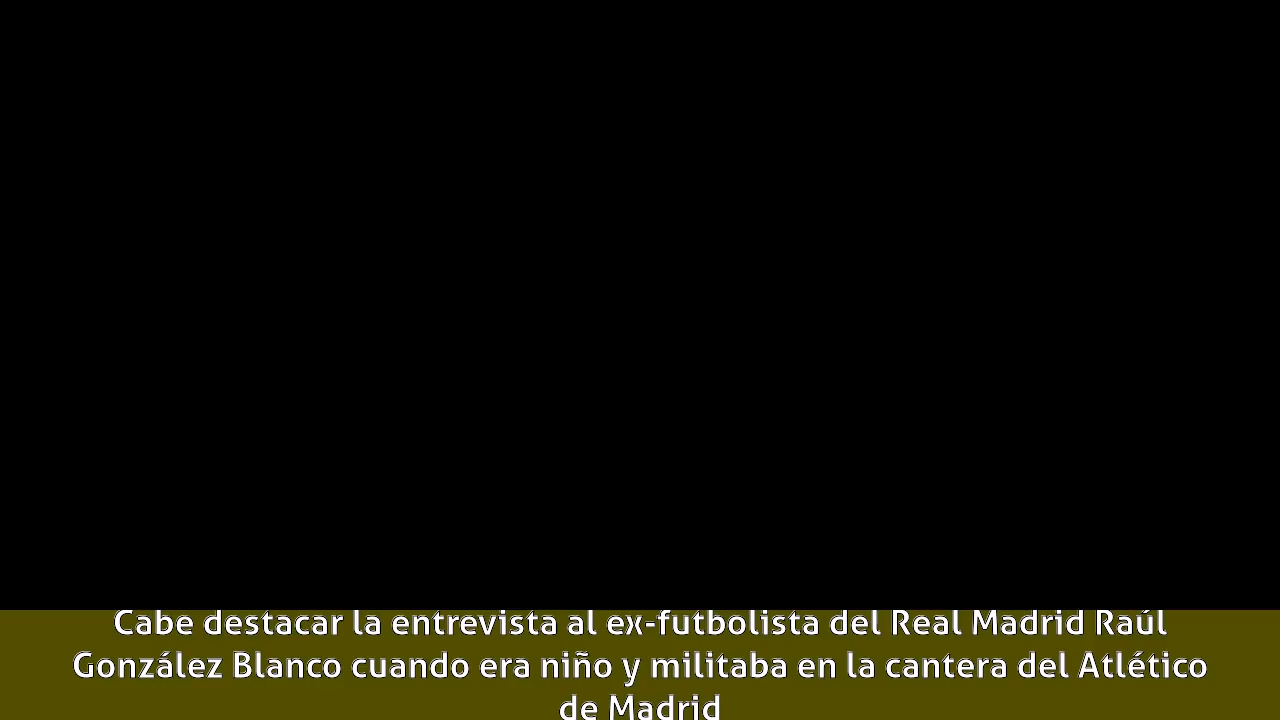 Cabe destacar la entrevista al ex-futbolista del Real Madrid Raúl
González Blanco cuando era niño y militaba en la cantera del Atlético
de Madrid